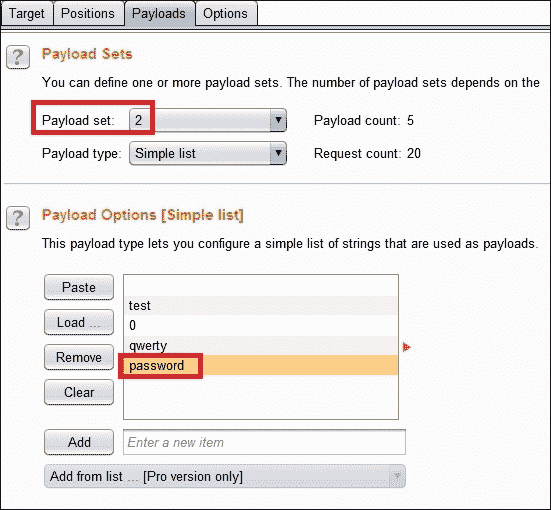 Target Positions Payloads Options
? Payload Sets
You can define one or more payload sets. The number of payload sets depends on the
Payload set: 2 Payload count: 5
Payload type: Simple list Request count: 20
? Payload Options [Simple list]
This payload type lets you configure a simple list of strings that are used as payloads.
Paste
test
Load ... 0
qwerty
Remove password
Clear
Add Enter a new item
Add from list ... [Pro version only]